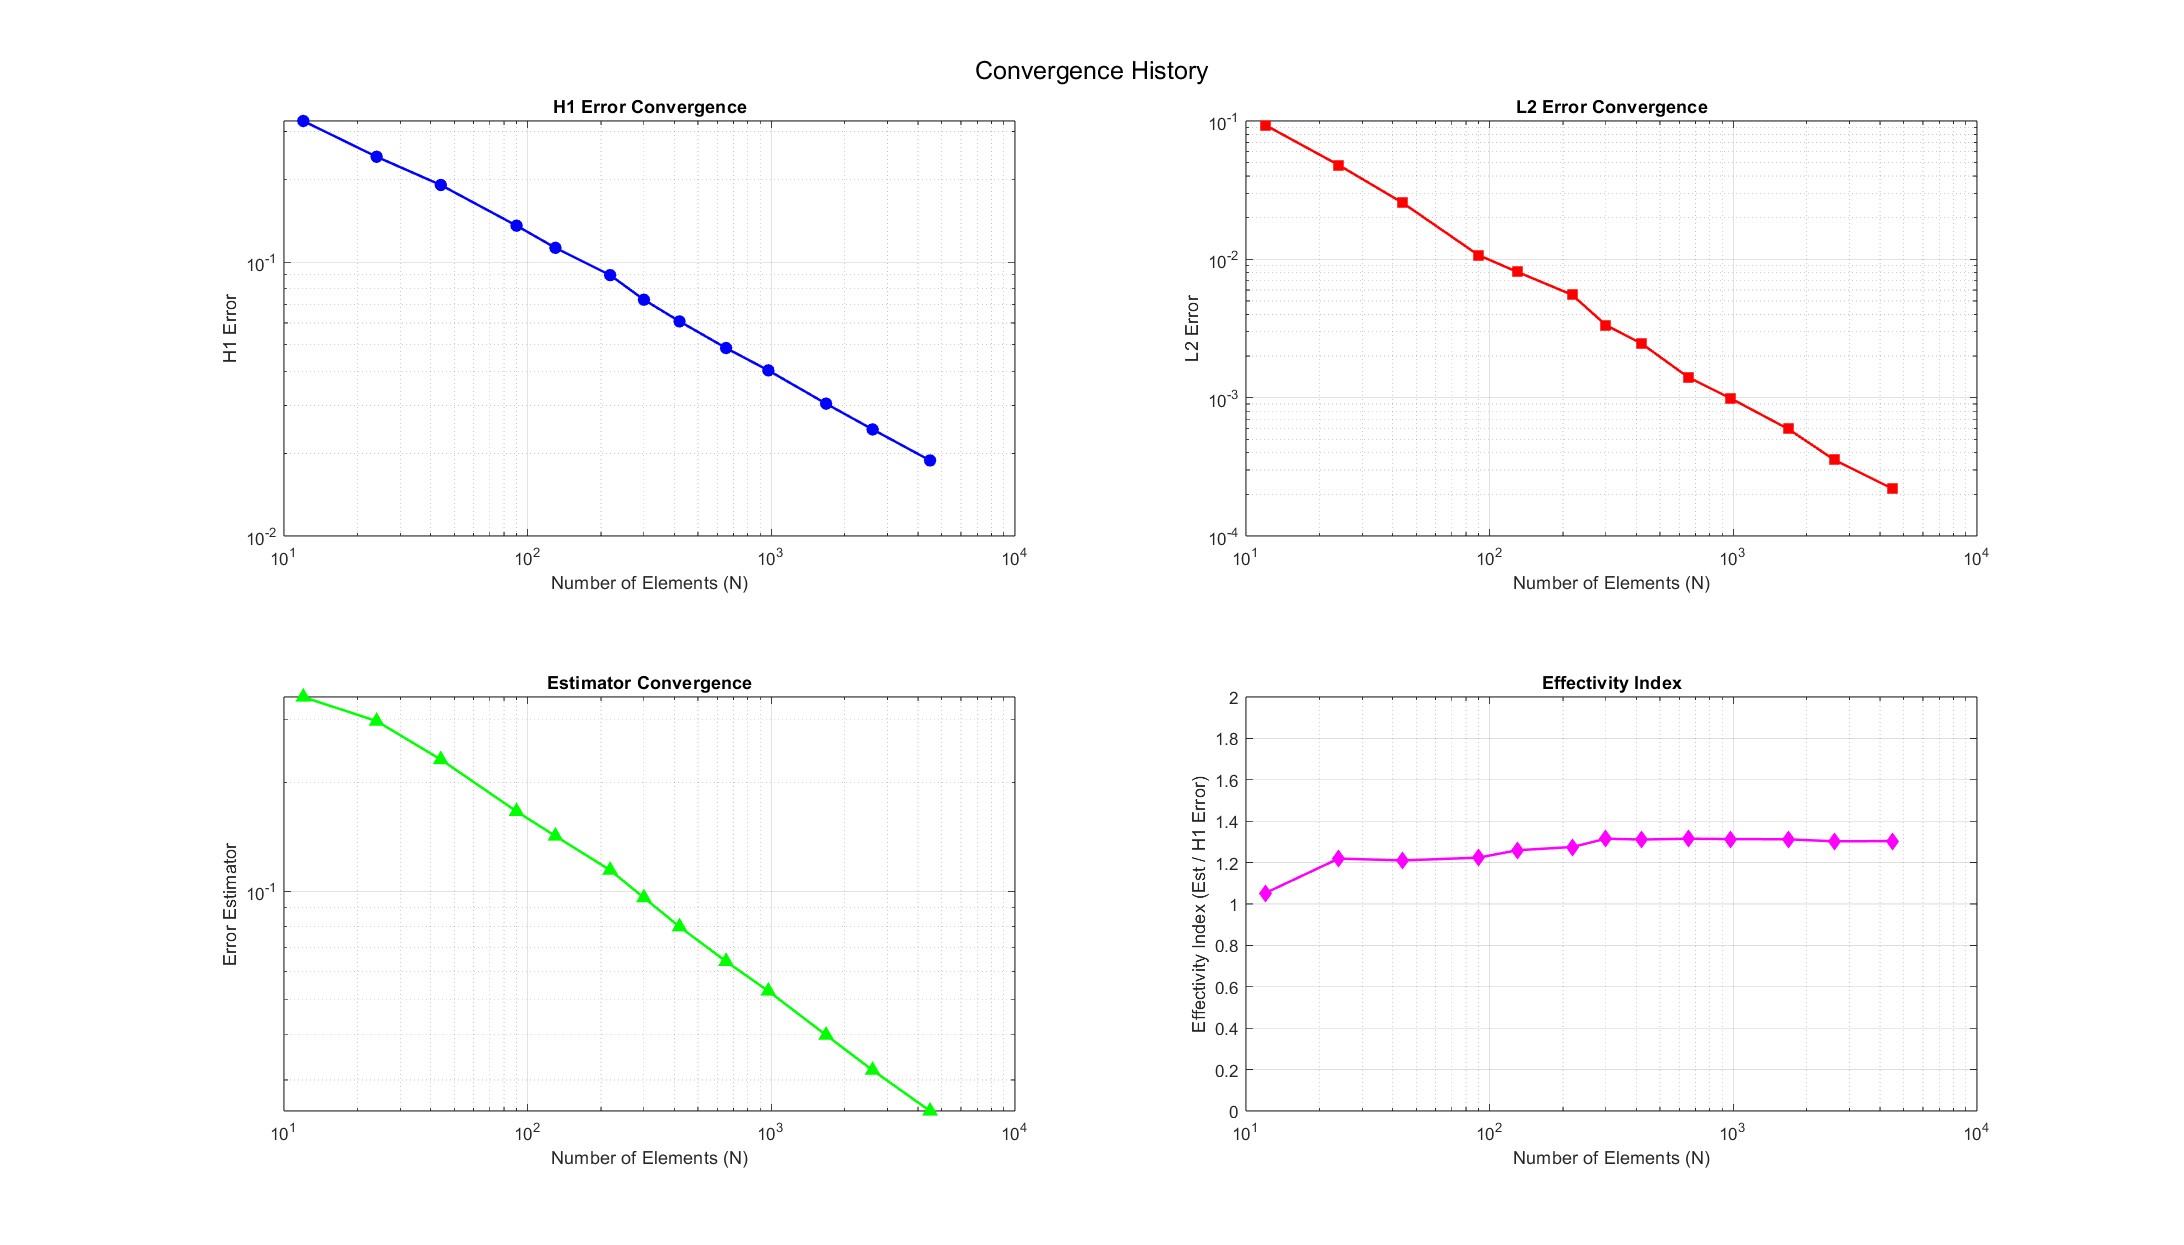 Convergence History
H1 Error Convergence
H1 Error
10^-1
10^-2
10^1
10^2
10^3
10^4
Number of Elements (N)
L2 Error Convergence
L2 Error
10^-1
10^-2
10^-3
10^-4
10^1
10^2
10^3
10^4
Number of Elements (N)
Estimator Convergence
Error Estimator
10^-1
10^1
10^2
10^3
10^4
Number of Elements (N)
Effectivity Index
Effectivity Index (Est / H1 Error)
2
1.8
1.6
1.4
1.2
1
0.8
0.6
0.4
0.2
0
10^1
10^2
10^3
10^4
Number of Elements (N)